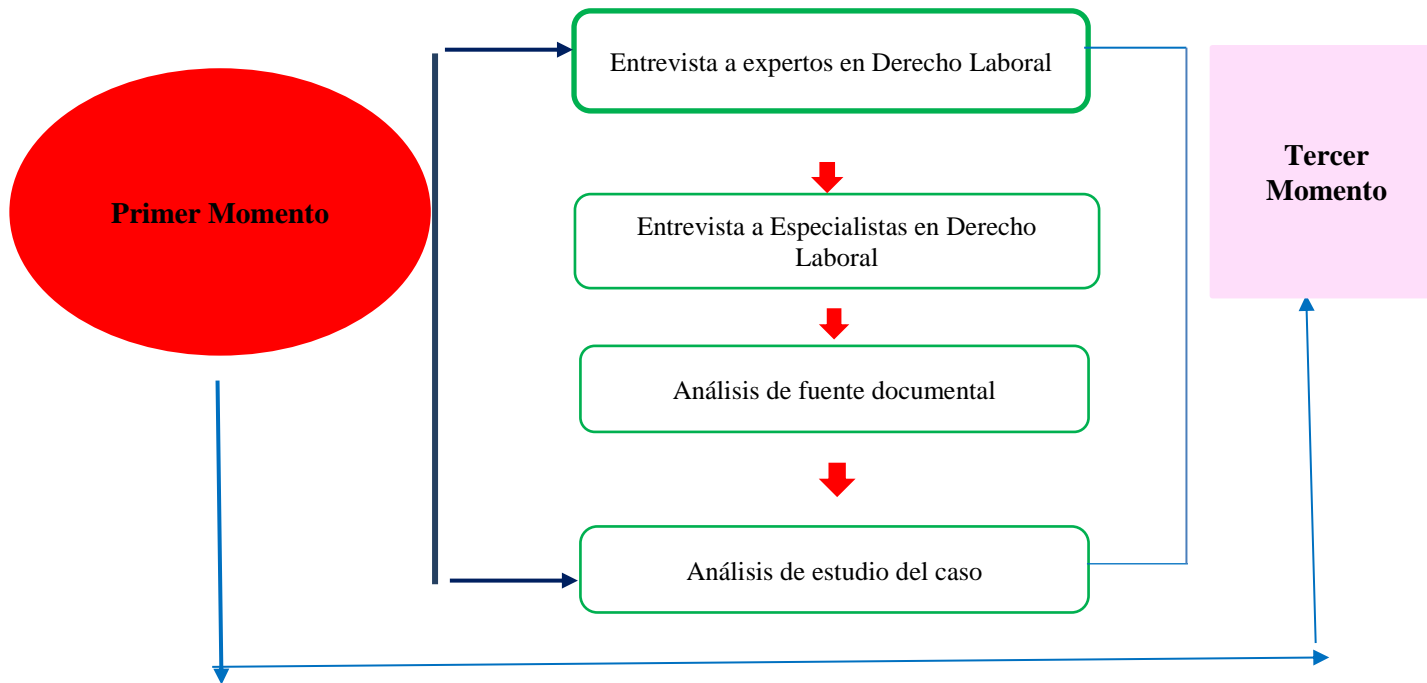 Primer Momento
Entrevista a expertos en Derecho Laboral
Entrevista a Especialistas en Derecho
Laboral
Análisis de fuente documental
Análisis de estudio del caso
Tercer
Momento